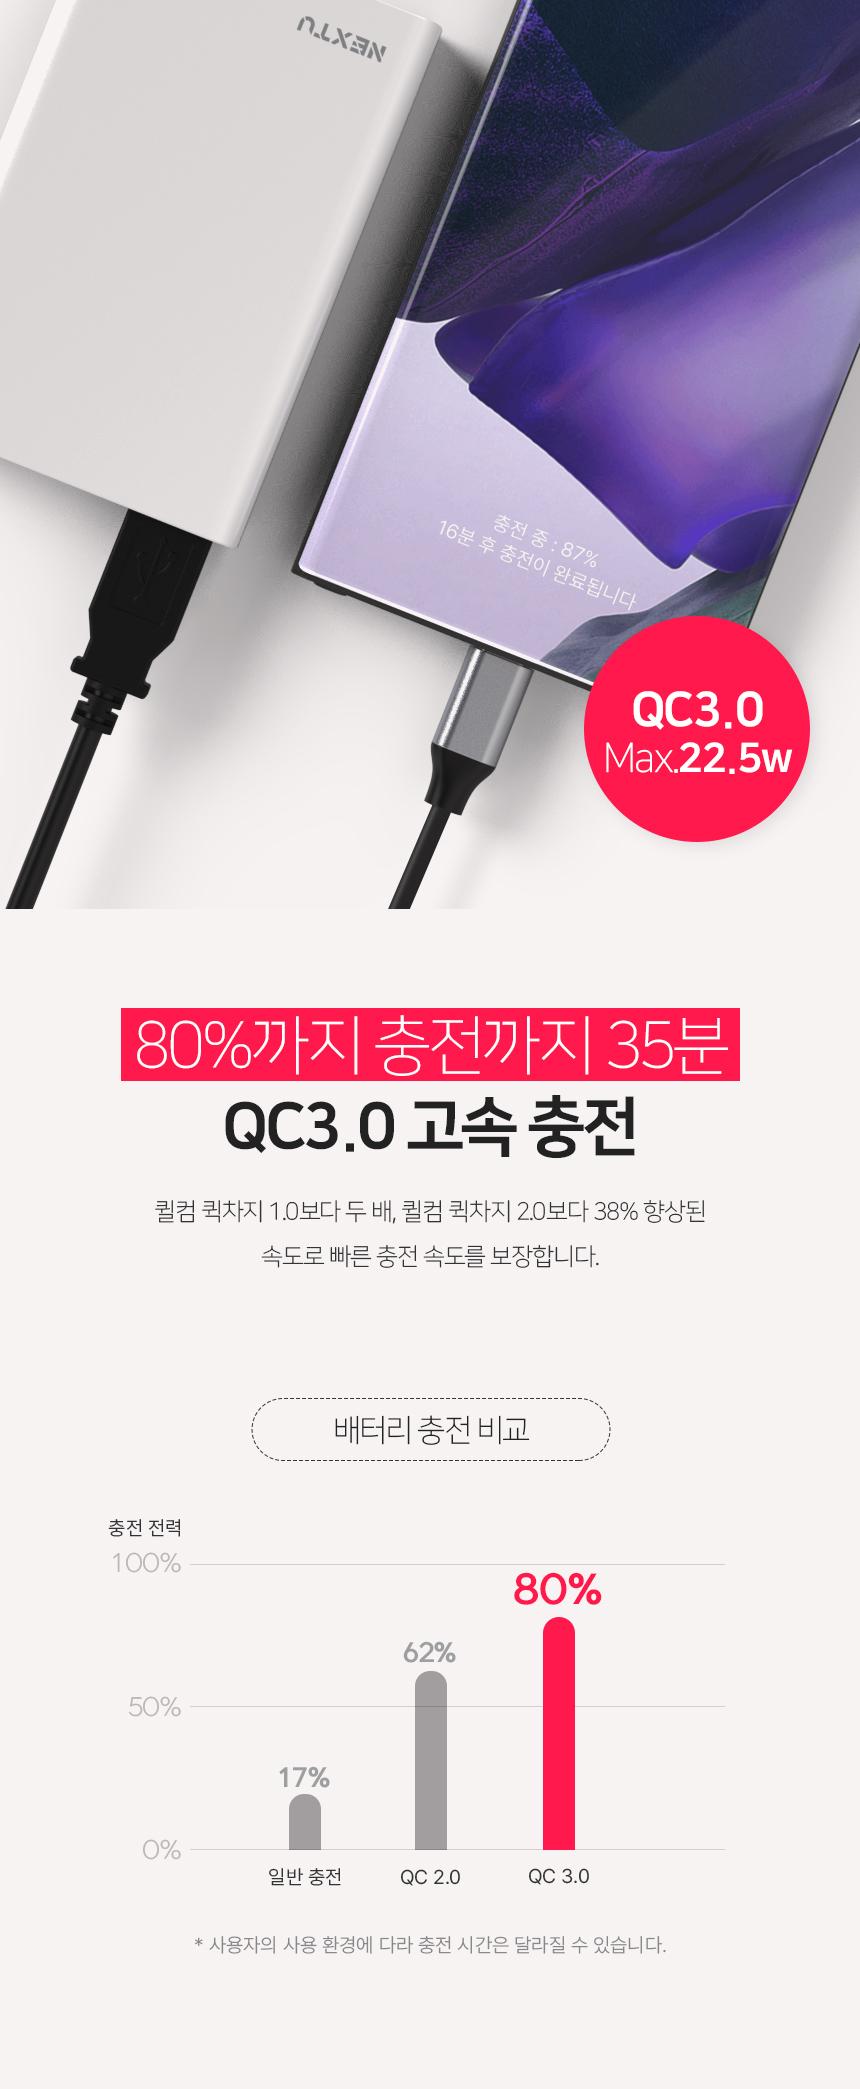 NEXTU
충전 중 : 87%
16분 후 충전이 완료됩니다
QC3.0
Max.22.5w
80%까지 충전까지 35분
QC3.0 고속 충전
퀄컴 퀵차지 1.0보다 두 배, 퀄컴 퀵차지 2.0보다 38% 향상된
속도로 빠른 충전 속도를 보장합니다.
배터리 충전 비교
충전 전력
100%
80%
62%
50%
17%
0%
일반 충전
QC 2.0
QC 3.0
* 사용자의 사용 환경에 다라 충전 시간은 달라질 수 있습니다.